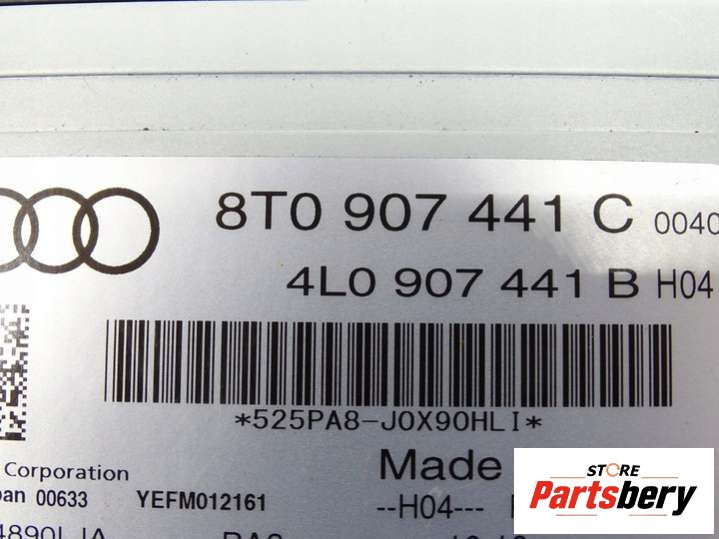 8T0 907 441 C 0040
4L0 907 441 B H04
*525PA8-J0X90HLI*
Corporation
Made
pan 00633 YEFM012161
--H04---
STORE
Partsbery